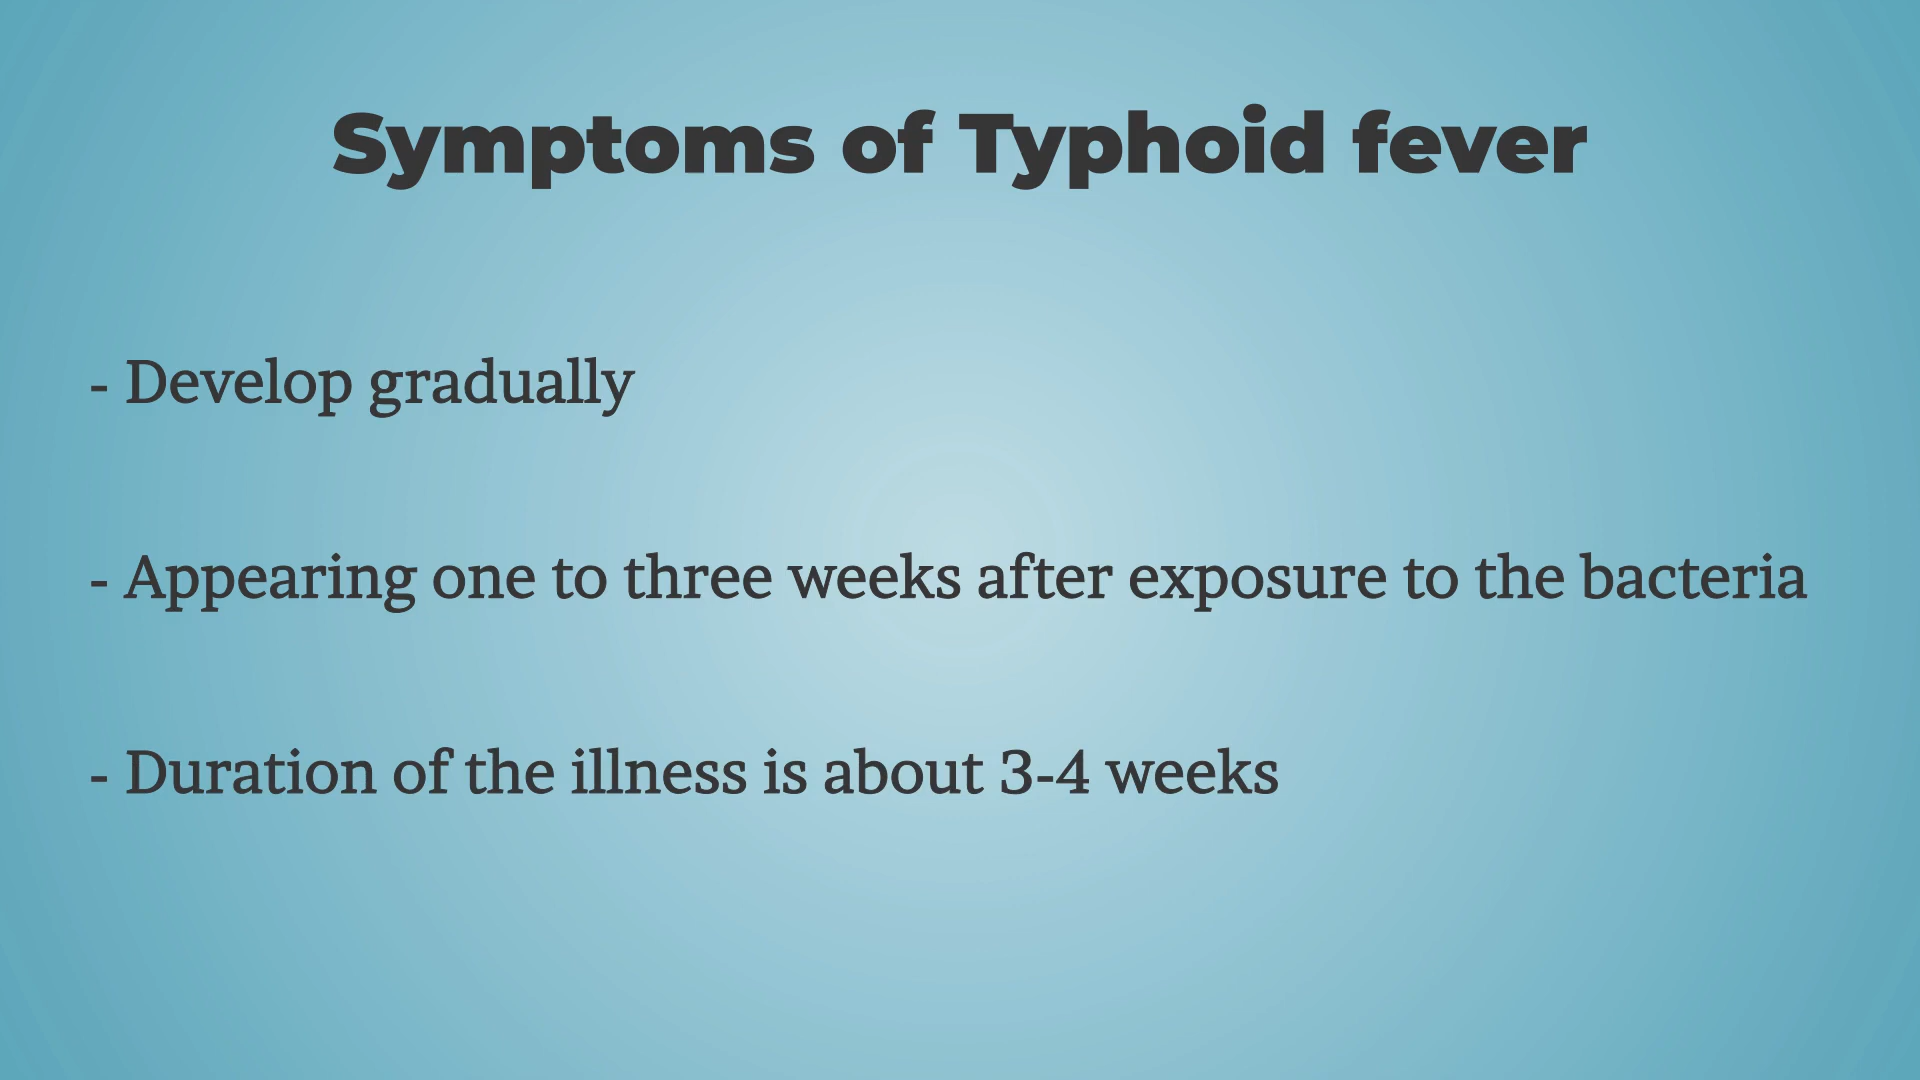 Symptoms of Typhoid fever
- Develop gradually
- Appearing one to three weeks after exposure to the bacteria
- Duration of the illness is about 3-4 weeks